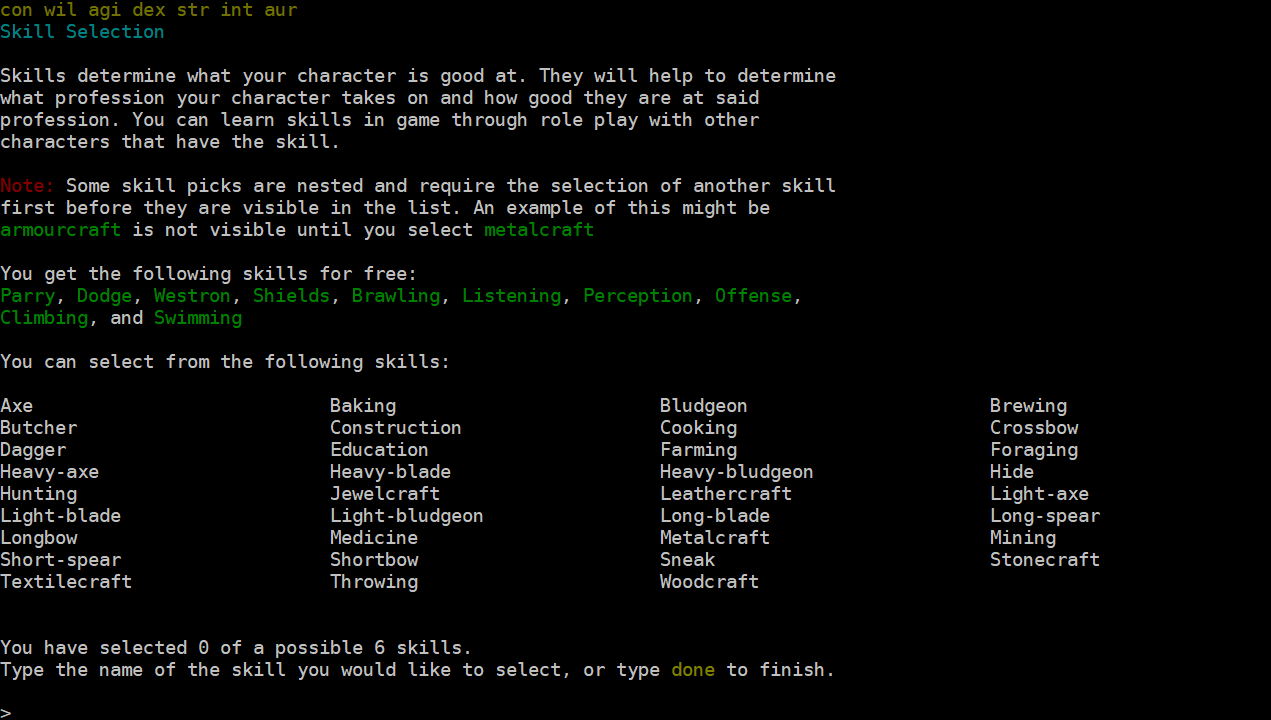 con wil agi dex str int aur
Skill Selection
Skills determine what your character is good at. They will help to determine
what profession your character takes on and how good they are at said
profession. You can learn skills in game through role play with other
characters that have the skill.
Note: Some skill picks are nested and require the selection of another skill
first before they are visible in the list. An example of this might be
armourcraft is not visible until you select metalcraft
You get the following skills for free:
Parry, Dodge, Westron, Shields, Brawling, Listening, Perception, Offense,
Climbing, and Swimming
You can select from the following skills:
Axe Baking Bludgeon Brewing
Butcher Construction Cooking Crossbow
Dagger Education Farming Foraging
Heavy-axe Heavy-blade Heavy-bludgeon Hide
Hunting Jewelcraft Leathercraft Light-axe
Light-blade Light-bludgeon Long-blade Long-spear
Longbow Medicine Metalcraft Mining
Short-spear Shortbow Sneak Stonecraft
Textilecraft Throwing Woodcraft
You have selected 0 of a possible 6 skills.
Type the name of the skill you would like to select, or type done to finish.
>